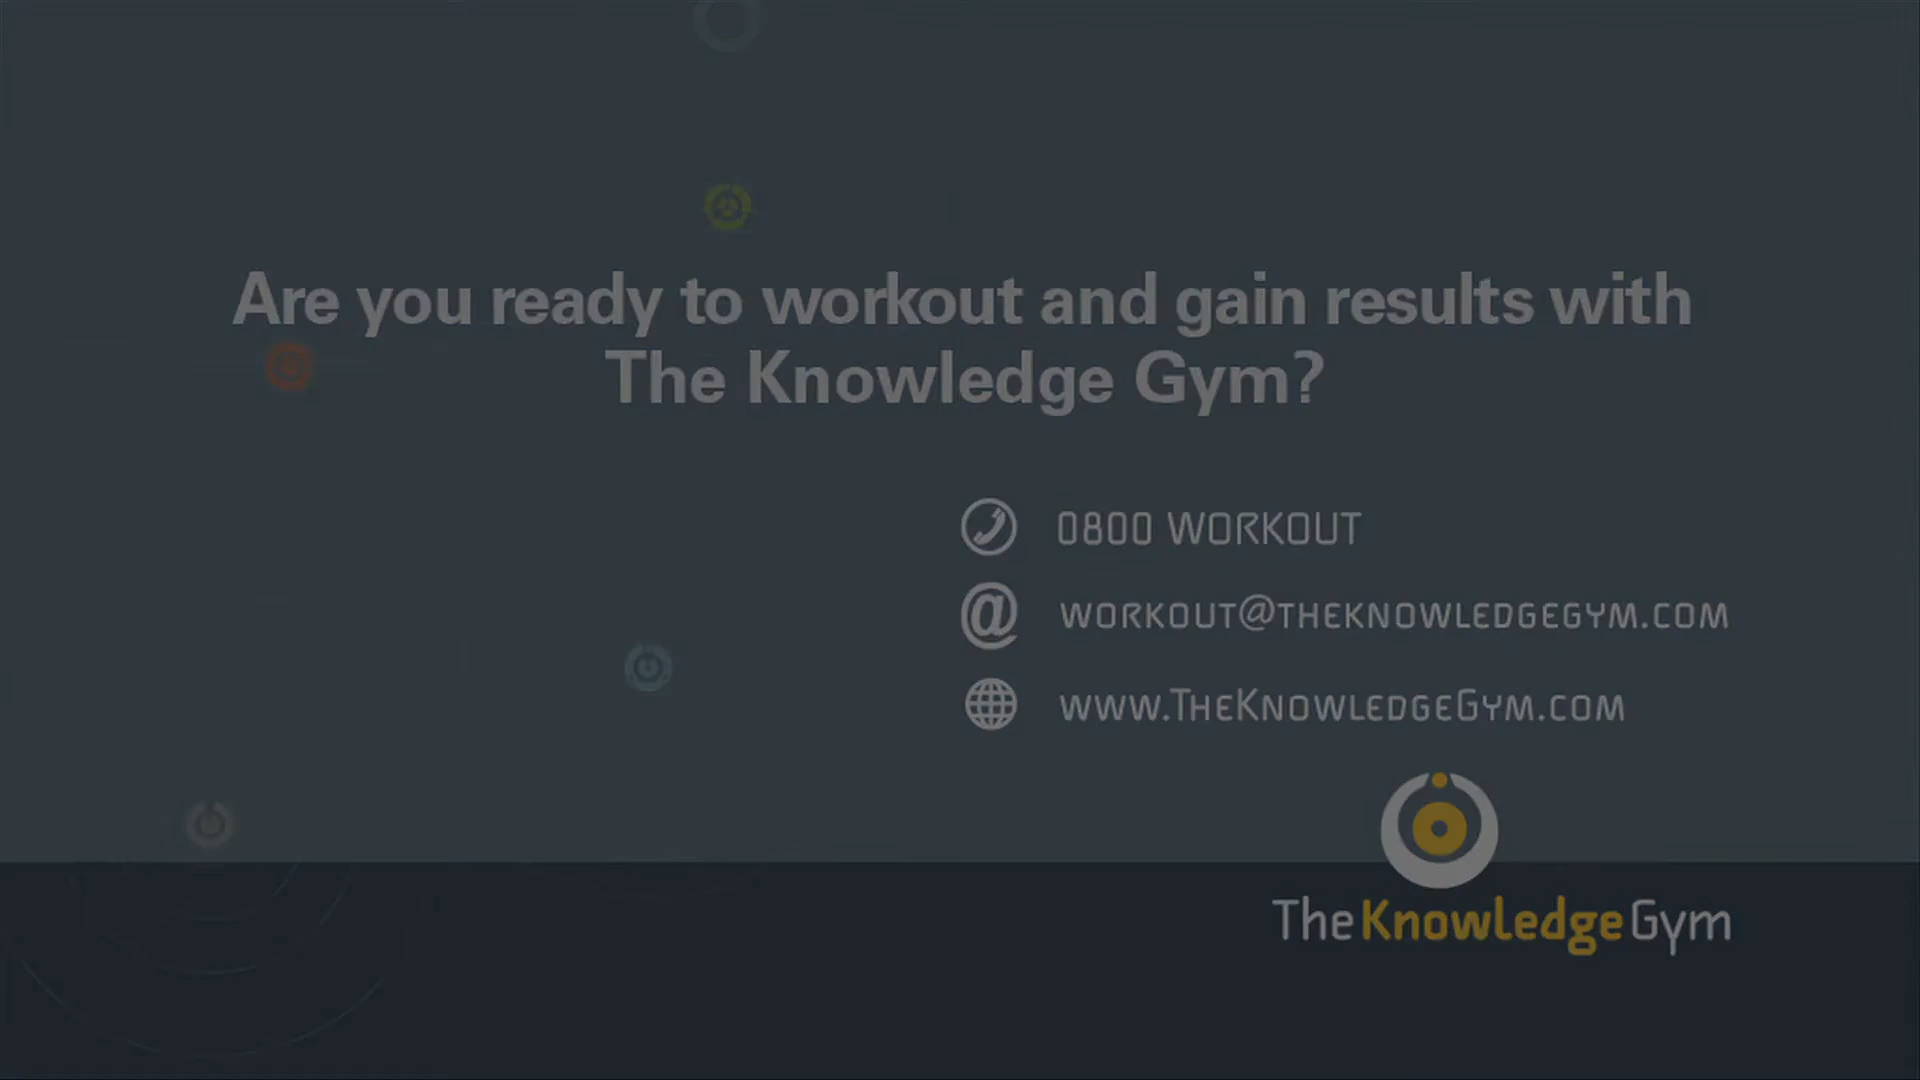 Are you ready to workout and gain results with
The Knowledge Gym?
0800 WORKOUT
@ WORKOUT@THEKNOWLEDGEGYM.COM
WWW.THEKNOWLEDGEGYM.COM
The Knowledge Gym